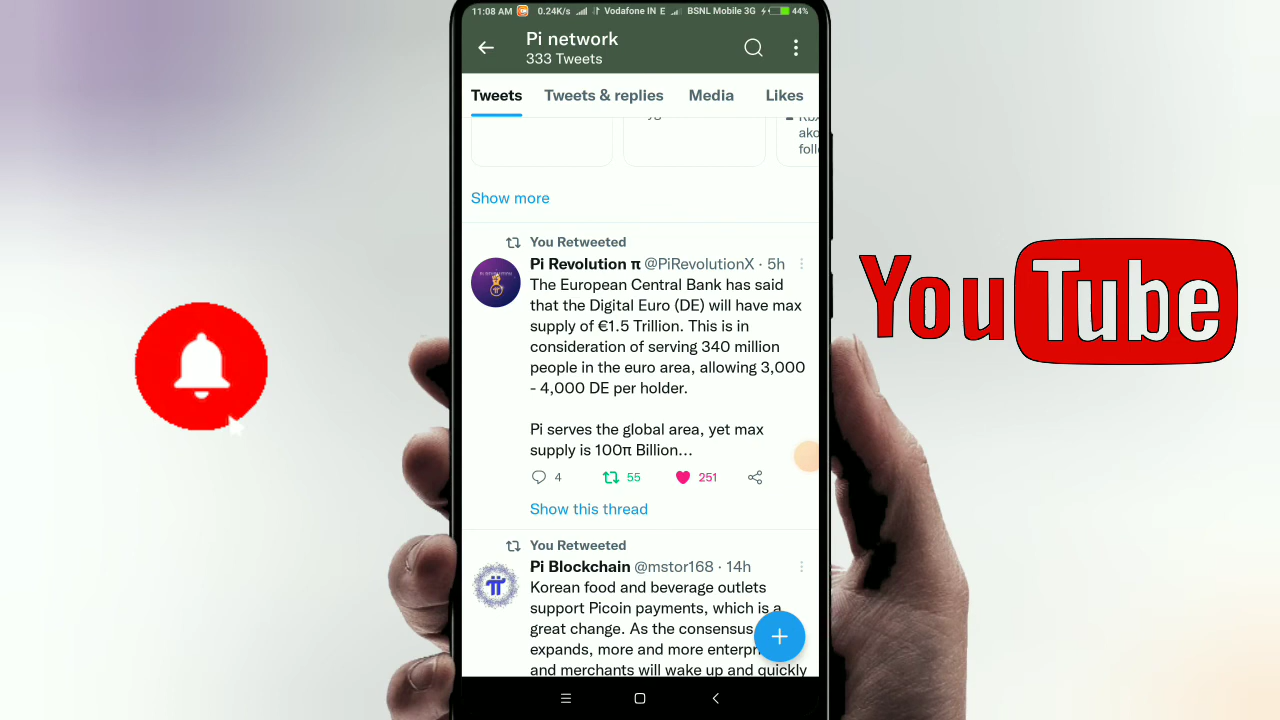 11:08 AM 0.24K/s Vodafone IN E BSNL Mobile 3G 44%
Pi network
333 Tweets
Tweets Tweets & replies Media Likes
ako
foll
Show more
You Retweeted
Pi Revolution π @PiRevolutionX · 5h
The European Central Bank has said
that the Digital Euro (DE) will have max
supply of €1.5 Trillion. This is in
consideration of serving 340 million
people in the euro area, allowing 3,000
- 4,000 DE per holder.
Pi serves the global area, yet max
supply is 100π Billion...
4 55 251
Show this thread
You Retweeted
Pi Blockchain @mstor168 · 14h
Korean food and beverage outlets
support Picoin payments, which is a
great change. As the consensus
expands, more and more
and merchants will wake up and quickly
YouTube